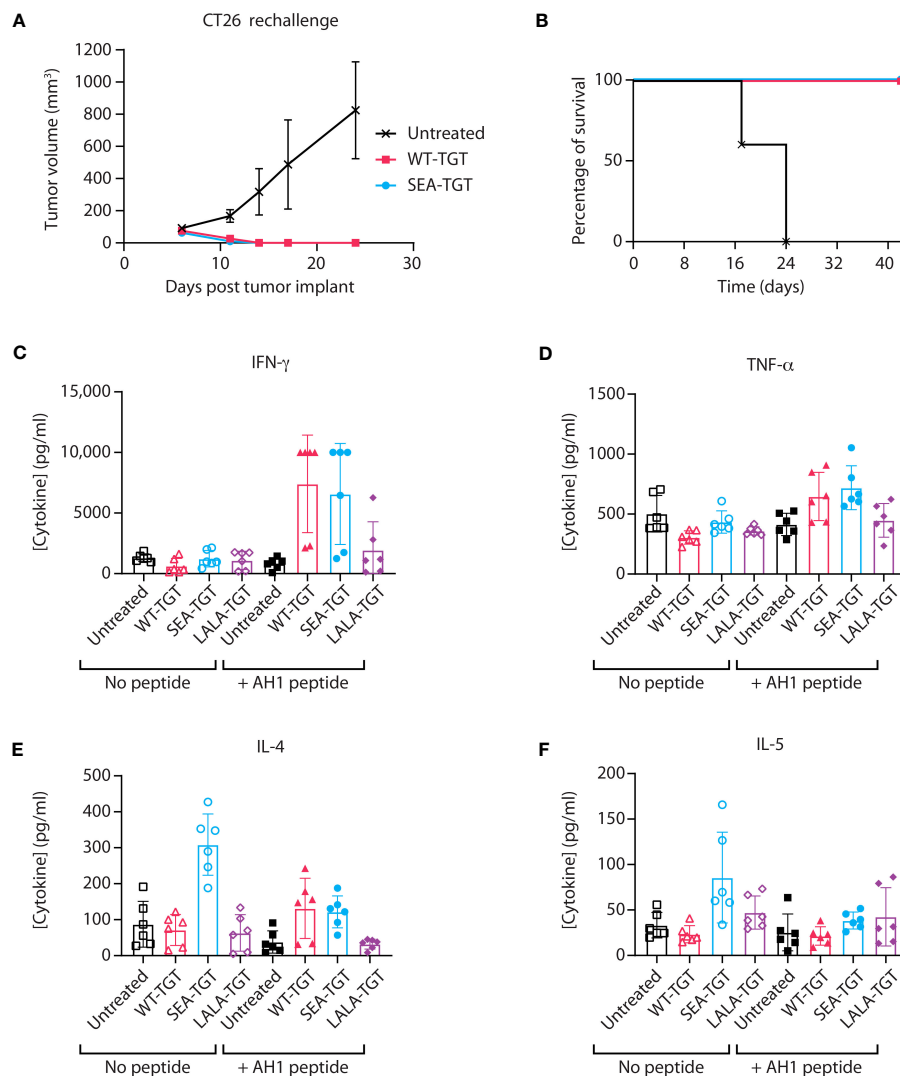 A
CT26 rechallenge
Tumor volume (mm³)
1200
1000
800
600
400
200
0
0 10 20 30
Days post tumor implant
Untreated
WT-TGT
SEA-TGT
B
Percentage of survival
100
50
0
0 8 16 24 32 40
Time (days)
C
IFN-γ
[Cytokine] (pg/ml)
15,000
10,000
5000
0
Untreated WT-TGT SEA-TGT LALA-TGT Untreated WT-TGT SEA-TGT LALA-TGT
No peptide + AH1 peptide
D
TNF-α
[Cytokine] (pg/ml)
1500
1000
500
0
Untreated WT-TGT SEA-TGT LALA-TGT Untreated WT-TGT SEA-TGT LALA-TGT
No peptide + AH1 peptide
E
IL-4
[Cytokine] (pg/ml)
500
400
300
200
100
0
Untreated WT-TGT SEA-TGT LALA-TGT Untreated WT-TGT SEA-TGT LALA-TGT
No peptide + AH1 peptide
F
IL-5
[Cytokine] (pg/ml)
200
150
100
50
0
Untreated WT-TGT SEA-TGT LALA-TGT Untreated WT-TGT SEA-TGT LALA-TGT
No peptide + AH1 peptide